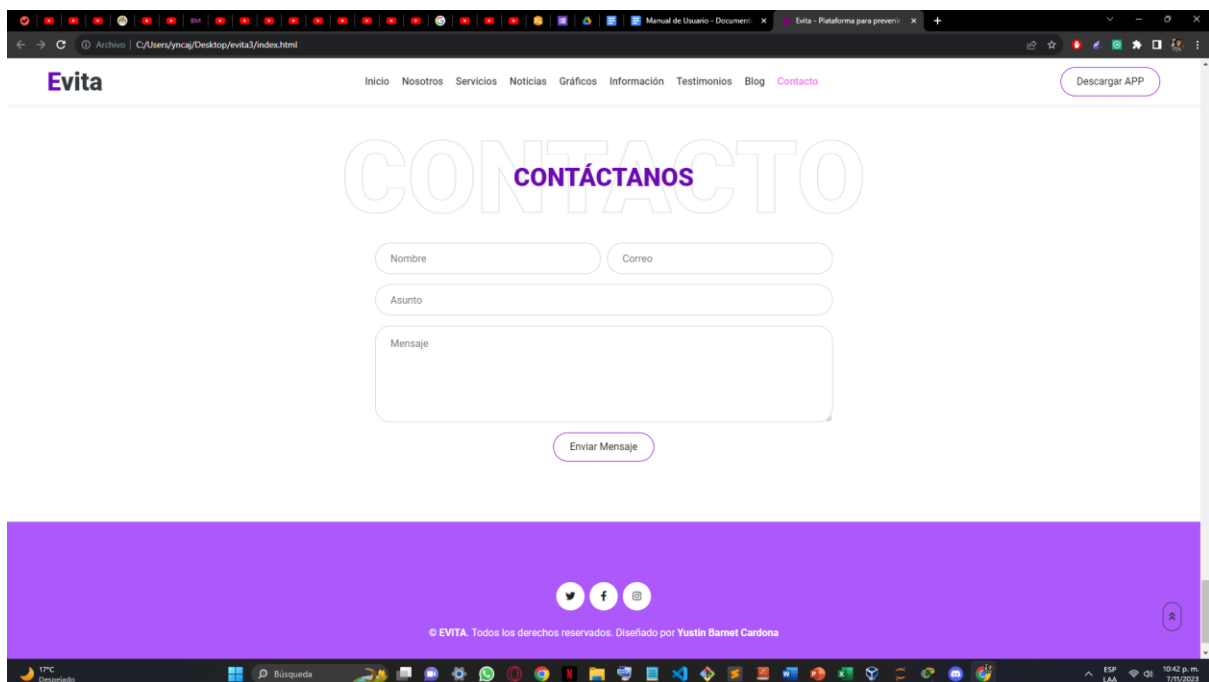 EM
Manual de Usuario - Document
Evita - Plataforma para preveni
Archivo
C:/Users/yncaj/Desktop/evita3/index.html
Evita
Inicio Nosotros Servicios Noticias Gráficos Información Testimonios Blog Contacto
Descargar APP
CONTACTO
CONTÁCTANOS
Nombre
Correo
Asunto
Mensaje
Enviar Mensaje
© EVITA. Todos los derechos reservados. Diseñado por Yustin Barnet Cardona
17°C
Despejado
Búsqueda
ESP
LAA
10:42 p. m.
7/11/2023